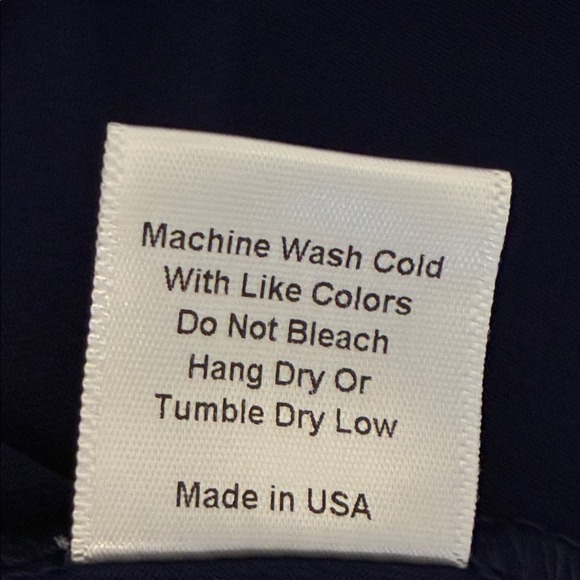 Machine Wash Cold
With Like Colors
Do Not Bleach
Hang Dry Or
Tumble Dry Low
Made in USA